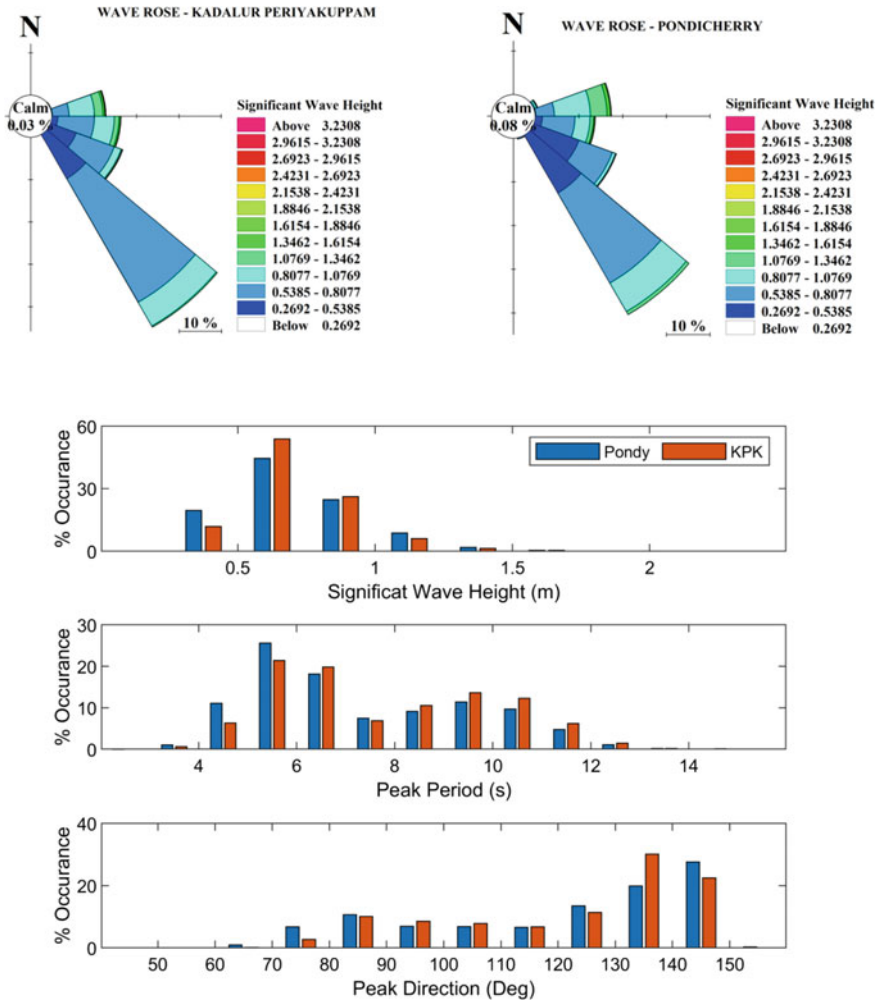 WAVE ROSE - KADALUR PERIYAKUPPAM
N
Calm
0.03 %
10 %
Significant Wave Height
Above 3.2308
2.9615 - 3.2308
2.6923 - 2.9615
2.4231 - 2.6923
2.1538 - 2.4231
1.8846 - 2.1538
1.6154 - 1.8846
1.3462 - 1.6154
1.0769 - 1.3462
0.8077 - 1.0769
0.5385 - 0.8077
0.2692 - 0.5385
Below 0.2692
WAVE ROSE - PONDICHERRY
N
Calm
0.08 %
10 %
Significant Wave Height
Above 3.2308
2.9615 - 3.2308
2.6923 - 2.9615
2.4231 - 2.6923
2.1538 - 2.4231
1.8846 - 2.1538
1.6154 - 1.8846
1.3462 - 1.6154
1.0769 - 1.3462
0.8077 - 1.0769
0.5385 - 0.8077
0.2692 - 0.5385
Below 0.2692
% Occurance
60
30
0
Pondy KPK
0.5 1 1.5 2
Significat Wave Height (m)
% Occurance
30
20
10
0
4 6 8 10 12 14
Peak Period (s)
% Occurance
40
20
0
50 60 70 80 90 100 110 120 130 140 150
Peak Direction (Deg)